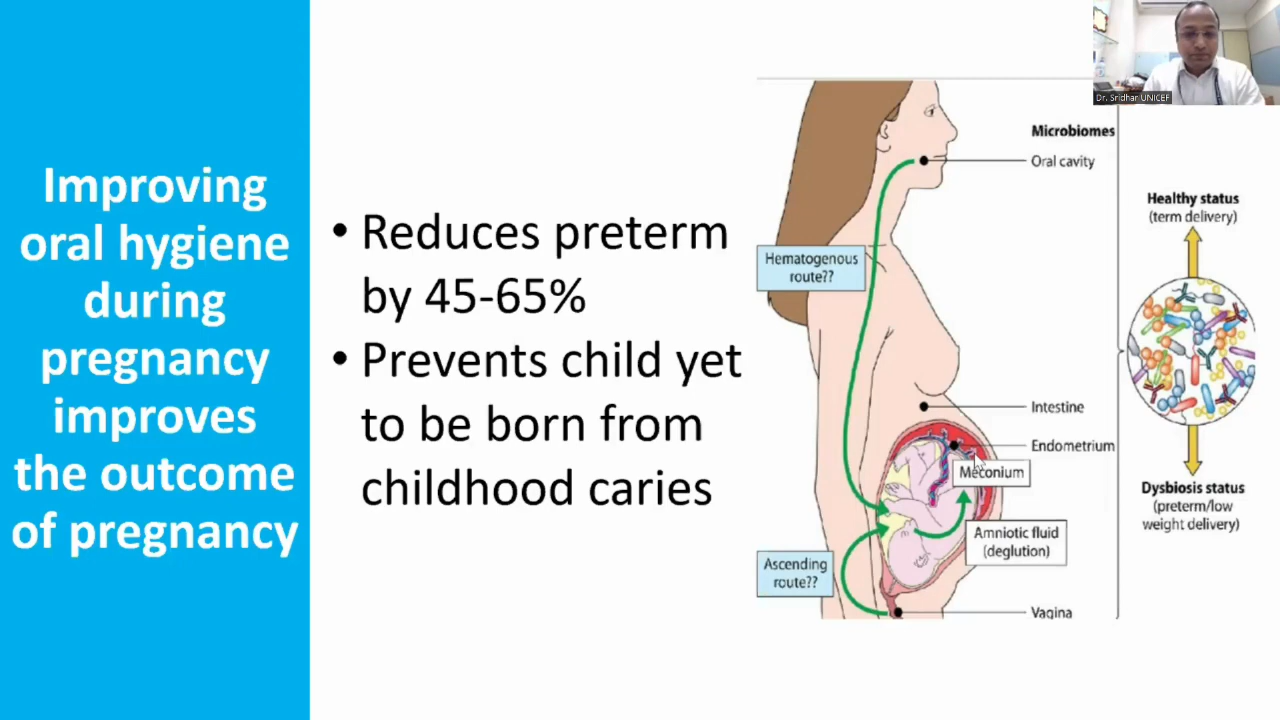 Improving
oral hygiene
during
pregnancy
improves
the outcome
of pregnancy
• Reduces preterm
by 45-65%
• Prevents child yet
to be born from
childhood caries
Microbiomes
Oral cavity
Hematogenous
route??
Intestine
Endometrium
Meconium
Amniotic fluid
(deglution)
Ascending
route??
Vagina
Healthy status
(term delivery)
Dysbiosis status
(preterm/low
weight delivery)
Dr. Sridhar UNICEF